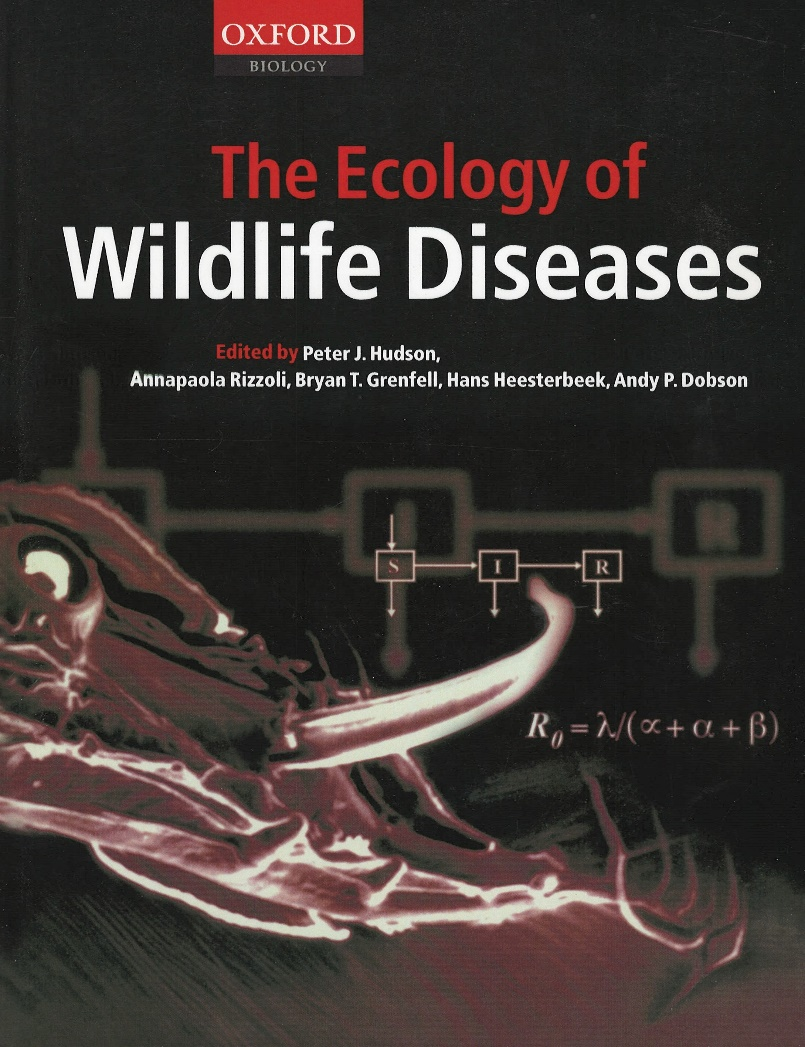 OXFORD
BIOLOGY
The Ecology of
Wildlife Diseases
Edited by Peter J. Hudson,
Annapaola Rizzoli, Bryan T. Grenfell, Hans Heesterbeek, Andy P. Dobson
I R
S I R
R₀ = λ/(∝ + α + β)